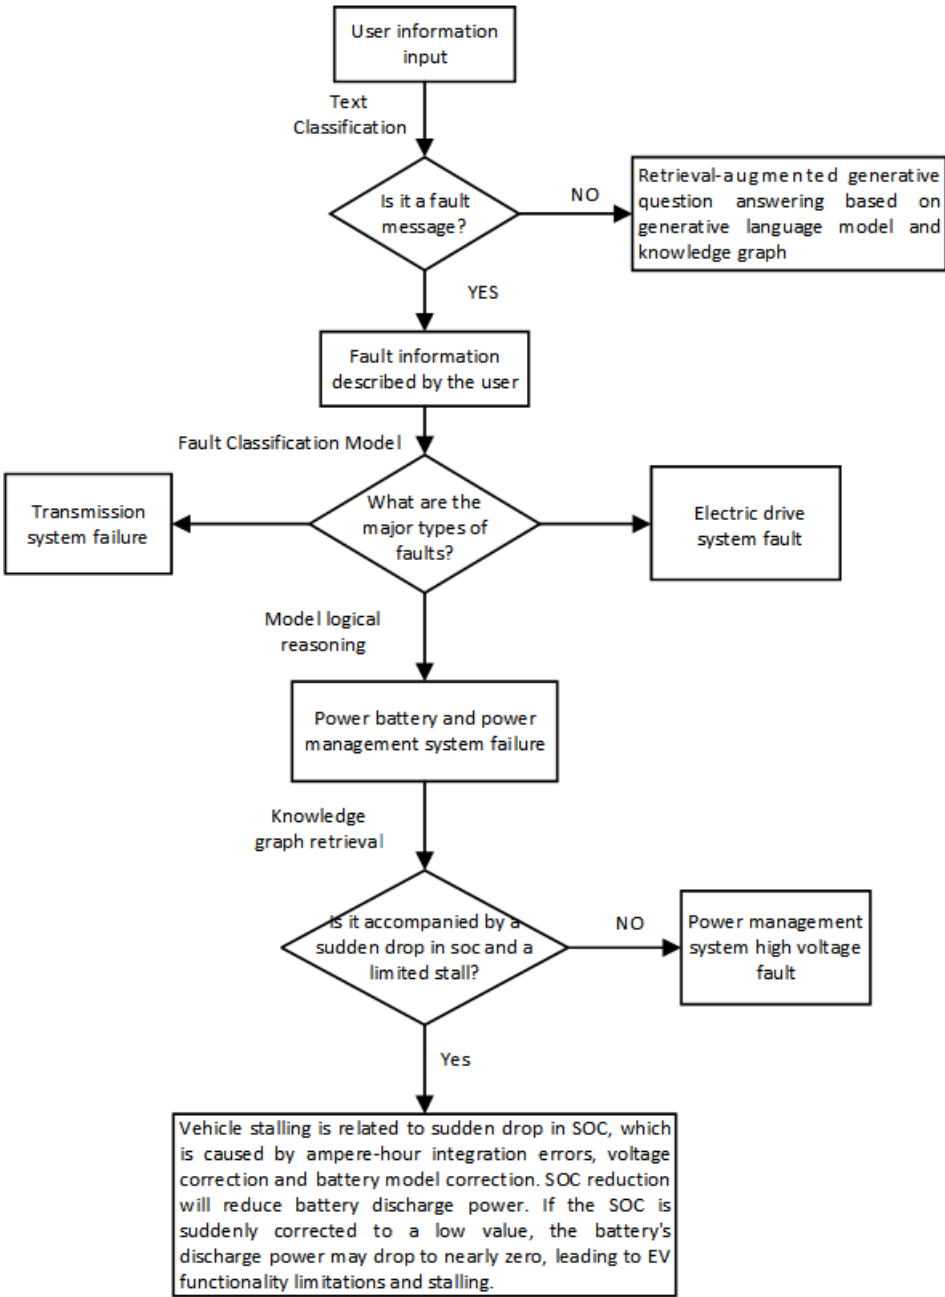 User information
input
Text
Classification
Is it a fault
message?
NO
Retrieval-augmented generative
question answering based on
generative language model and
knowledge graph
YES
Fault information
described by the user
Fault Classification Model
Transmission
system failure
What are the
major types of
faults?
Electric drive
system fault
Model logical
reasoning
Power battery and power
management system failure
Knowledge
graph retrieval
Is it accompanied by a
sudden drop in soc and a
limited stall?
NO
Power management
system high voltage
fault
Yes
Vehicle stalling is related to sudden drop in SOC, which
is caused by ampere-hour integration errors, voltage
correction and battery model correction. SOC reduction
will reduce battery discharge power. If the SOC is
suddenly corrected to a low value, the battery's
discharge power may drop to nearly zero, leading to EV
functionality limitations and stalling.